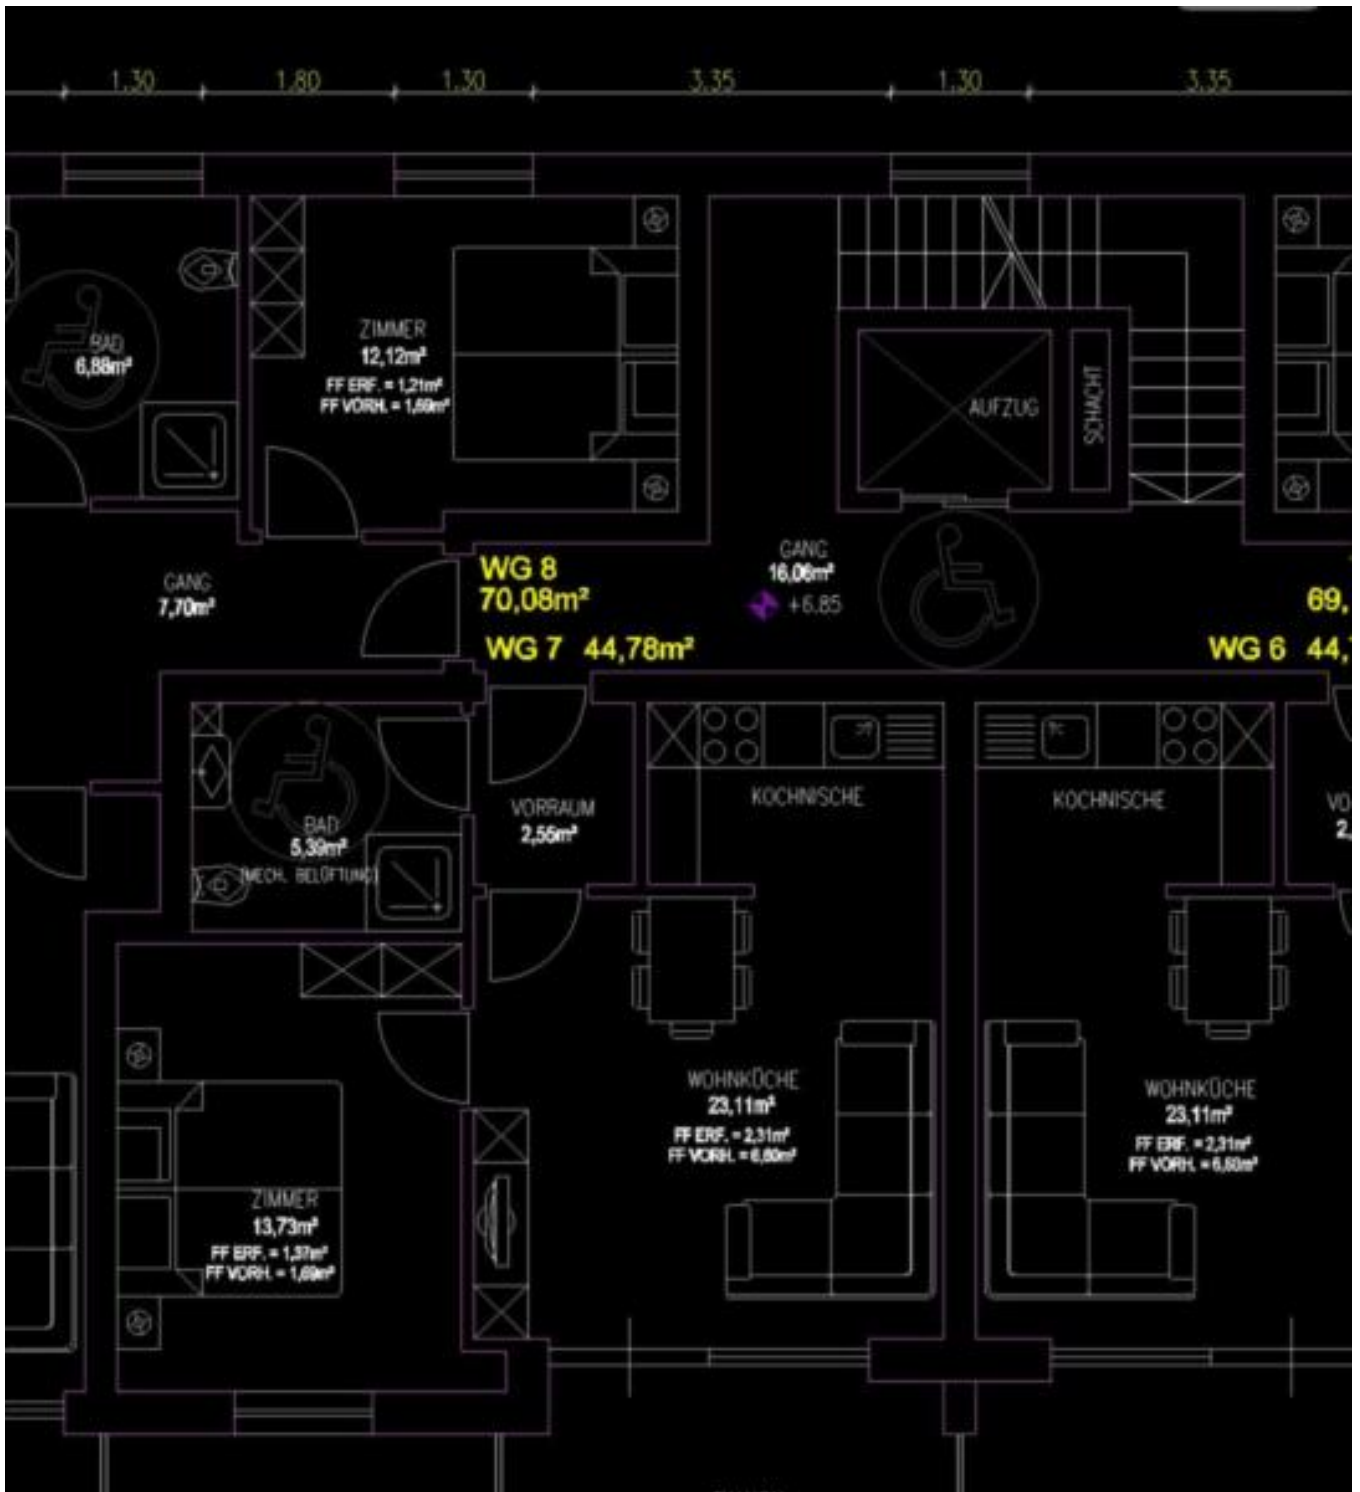 1,30 1,80 1,30 3,35 1,30 3,35
ZIMMER
12,12m²
FF ERF. = 1,21m²
FF VORH. = 1,69m²
BAD
6,88m²
AUFZUG
SCHACHT
GANG
7,70m²
WG 8
70,08m²
WG 7 44,78m²
GANG
16,06m²
+6.85
69,
WG 6 44,
BAD
5,39m²
(MECH. BELÜFTUNG)
VORRAUM
2,55m²
KOCHNISCHE
KOCHNISCHE
VO
2,
WOHNKÜCHE
23,11m²
FF ERF. = 2,31m²
FF VORH. = 6,60m²
WOHNKÜCHE
23,11m²
FF ERF. = 2,31m²
FF VORH. = 6,60m²
ZIMMER
13,73m²
FF ERF. = 1,37m²
FF VORH. = 1,69m²